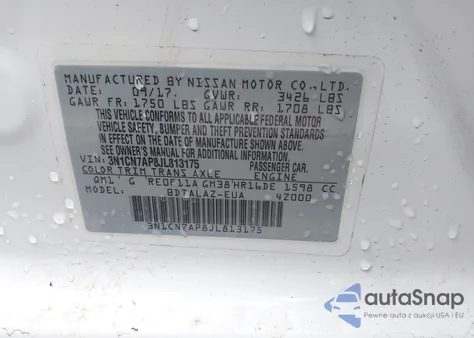 MANUFACTURED BY NISSAN MOTOR CO., LTD.
DATE: 09/17 GVWR: 3426 LBS
GAWR FR: 1750 LBS GAWR RR: 1708 LBS
THIS VEHICLE CONFORMS TO ALL APPLICABLE FEDERAL MOTOR
VEHICLE SAFETY, BUMPER AND THEFT PREVENTION STANDARDS
IN EFFECT ON THE DATE OF MANUFACTURE SHOWN ABOVE.
SEE OWNER'S MANUAL FOR ADDITIONAL INFORMATION.
VIN: 3N1CN7AP8JL813175 PASSENGER CAR.
COLOR TRIM TRANS AXLE ENGINE
QM1 G RE0F11A GM38 HR16DE 1598 CC
MODEL: BDTALAZ-EUA 42000
3N1CN7AP8JL813175
autaSnap
Pewne auto z USA i EU